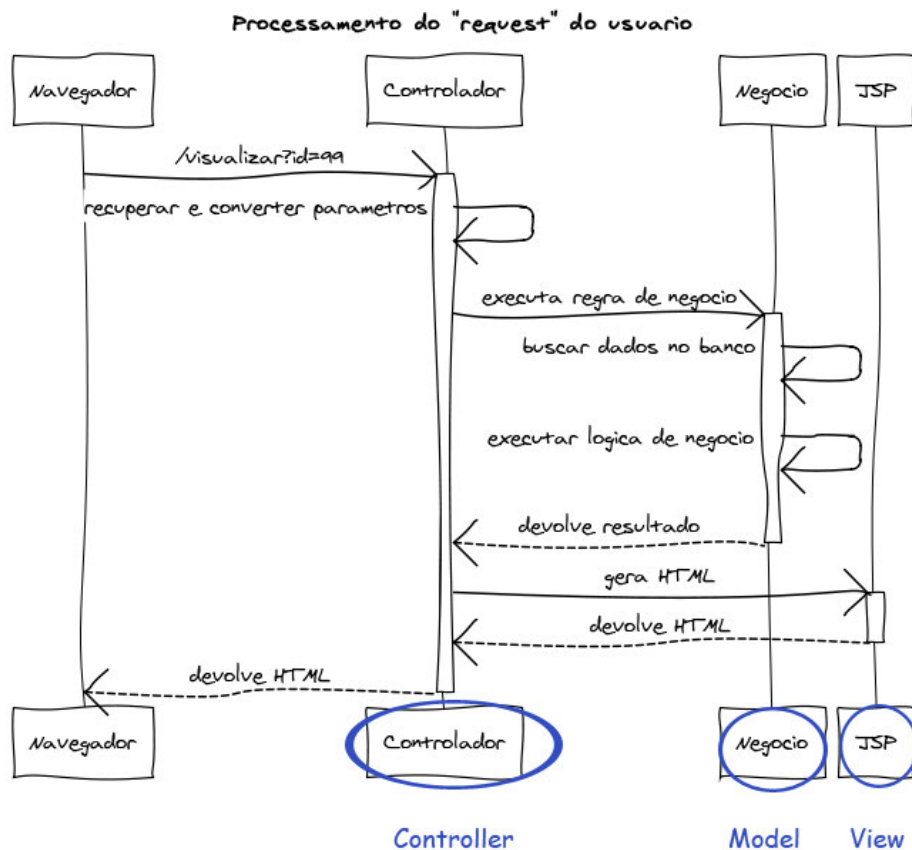 Processamento do "request" do usuario
Navegador
Controlador
Negocio
JSP
/visualizar?id=99
recuperar e converter parametros
executa regra de negocio
buscar dados no banco
executar logica de negocio
devolve resultado
gera HTML
devolve HTML
devolve HTML
Navegador
Controlador
Negocio
JSP
Controller
Model
View